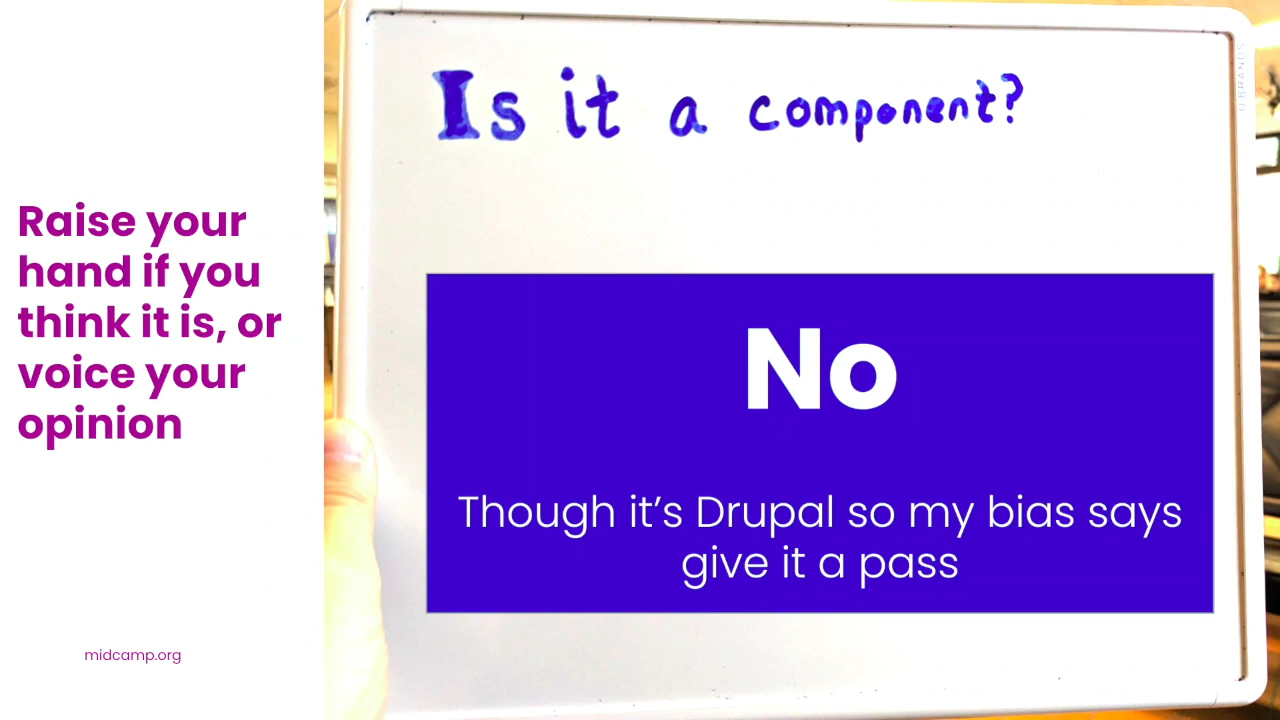 Raise your
hand if you
think it is, or
voice your
opinion
midcamp.org
Is it a component?
No
Though it's Drupal so my bias says
give it a pass